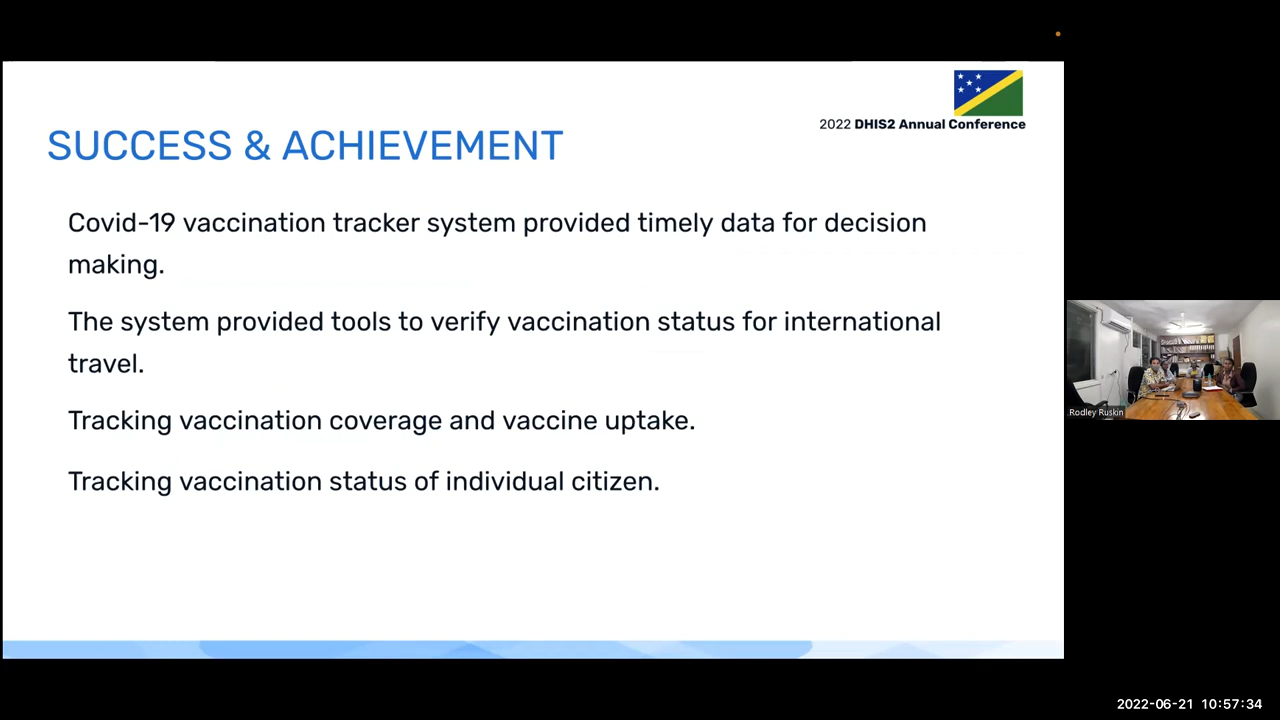 2022 DHIS2 Annual Conference
SUCCESS & ACHIEVEMENT
Covid-19 vaccination tracker system provided timely data for decision
making.
The system provided tools to verify vaccination status for international
travel.
Tracking vaccination coverage and vaccine uptake.
Tracking vaccination status of individual citizen.
Rodley Ruskin
2022-06-21 10:57:34